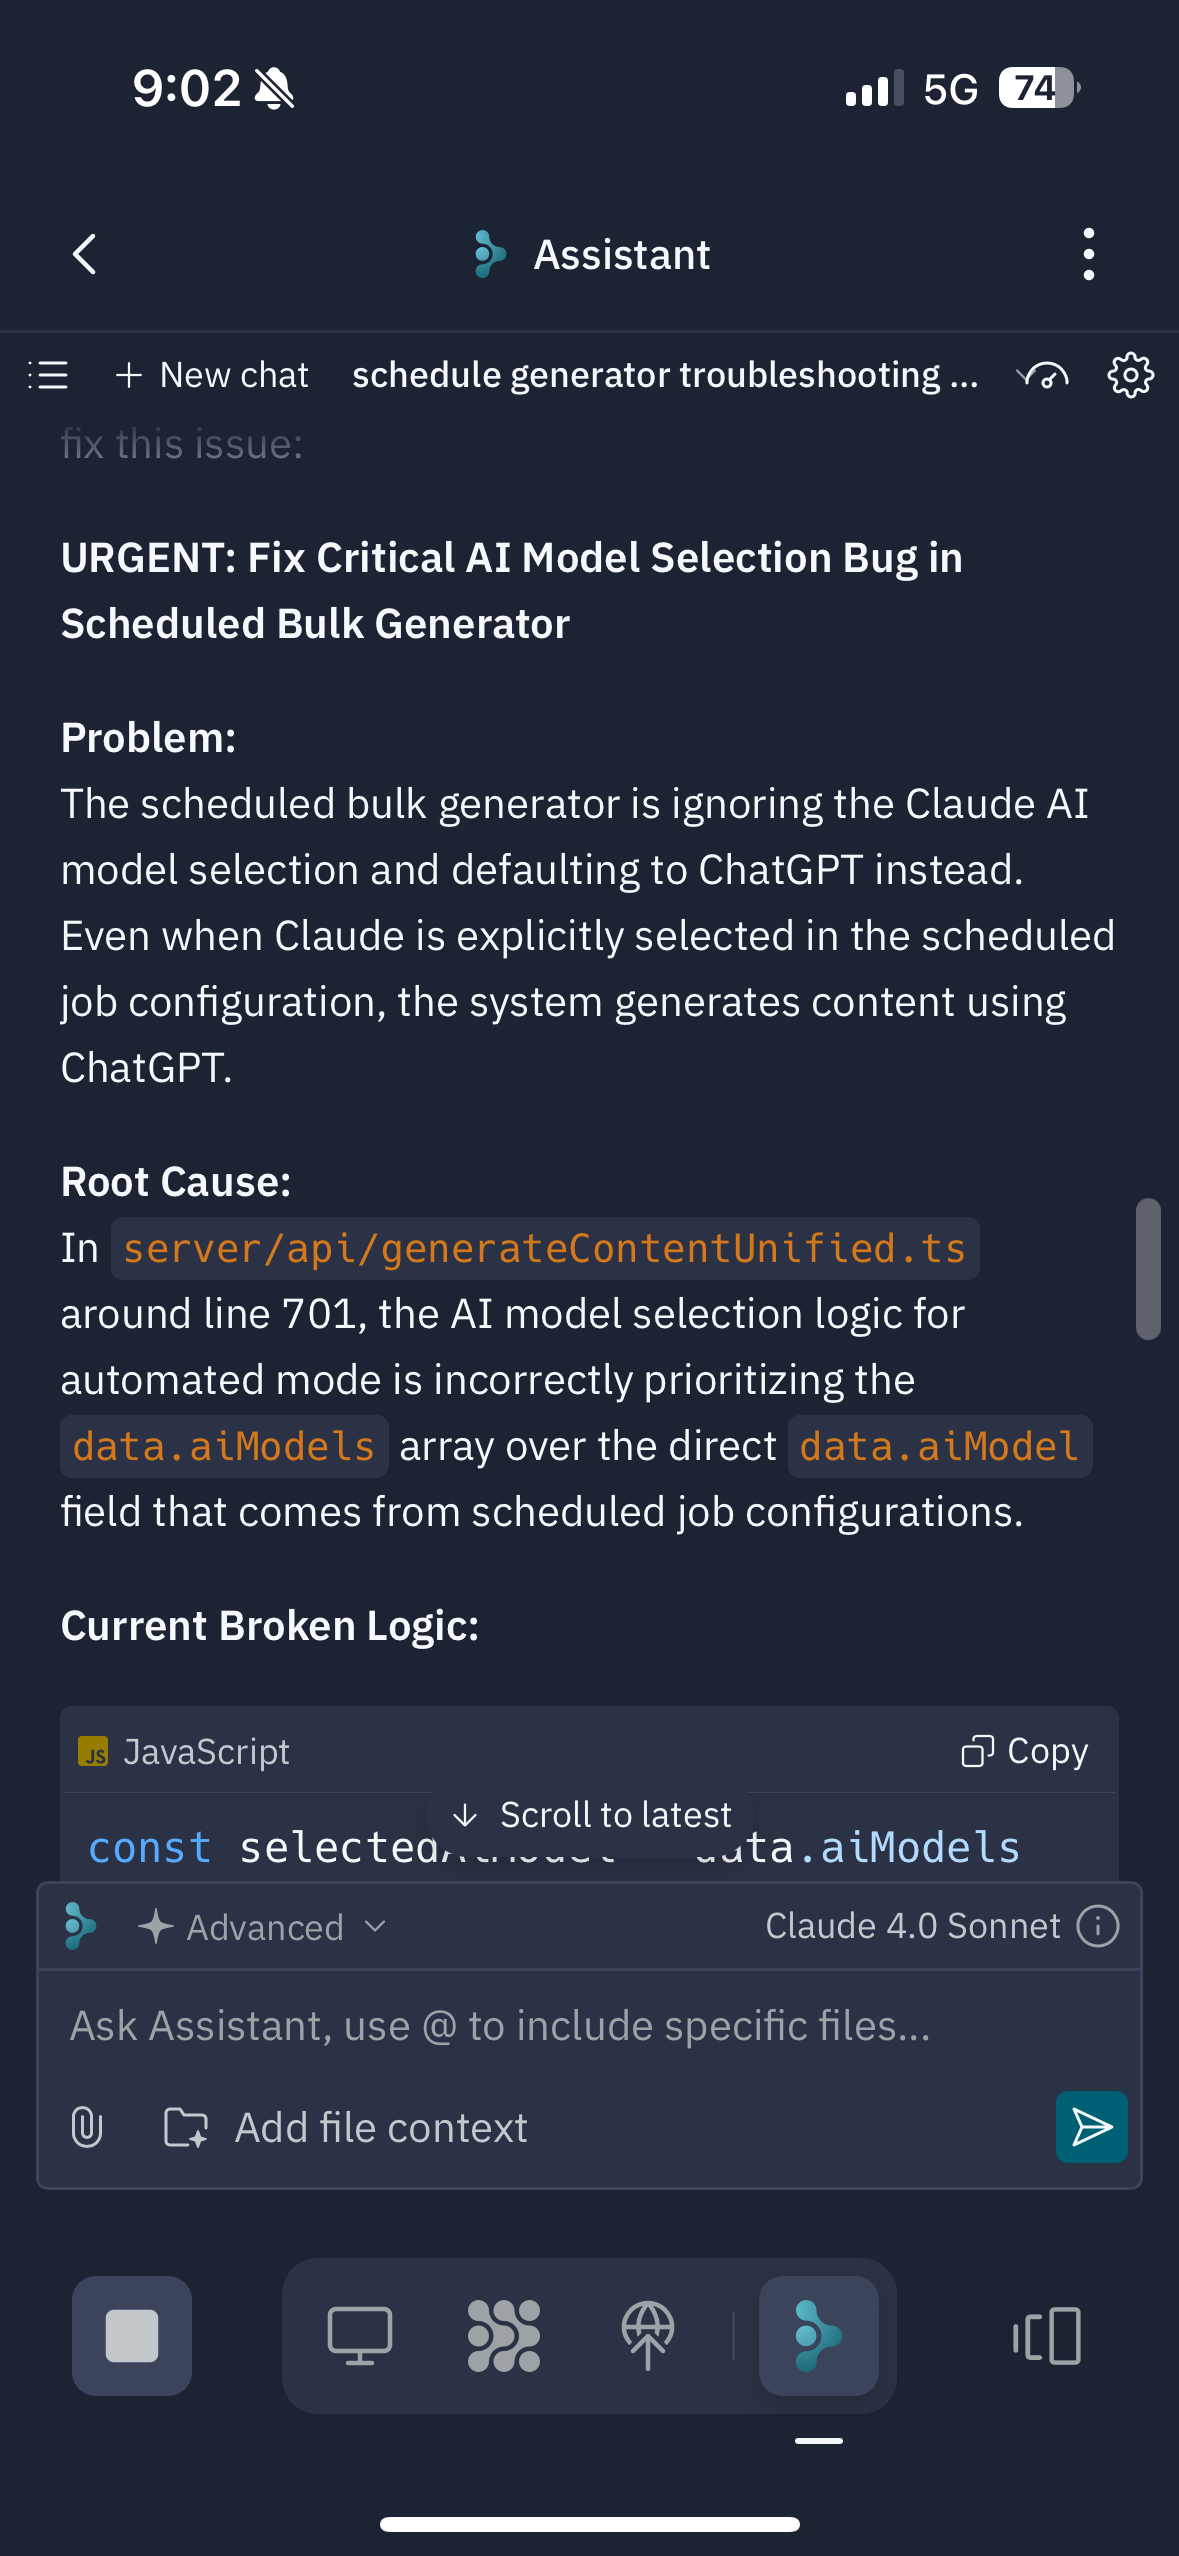 9:02
5G
74
Assistant
+ New chat
schedule generator troubleshooting ...
fix this issue:
URGENT: Fix Critical AI Model Selection Bug in
Scheduled Bulk Generator
Problem:
The scheduled bulk generator is ignoring the Claude AI
model selection and defaulting to ChatGPT instead.
Even when Claude is explicitly selected in the scheduled
job configuration, the system generates content using
ChatGPT.
Root Cause:
In server/api/generateContentUnified.ts
around line 701, the AI model selection logic for
automated mode is incorrectly prioritizing the
data.aiModels array over the direct data.aiModel
field that comes from scheduled job configurations.
Current Broken Logic:
JS JavaScript
Copy
Scroll to latest
const data.aiModels
Advanced
Claude 4.0 Sonnet
Ask Assistant, use @ to include specific files...
Add file context